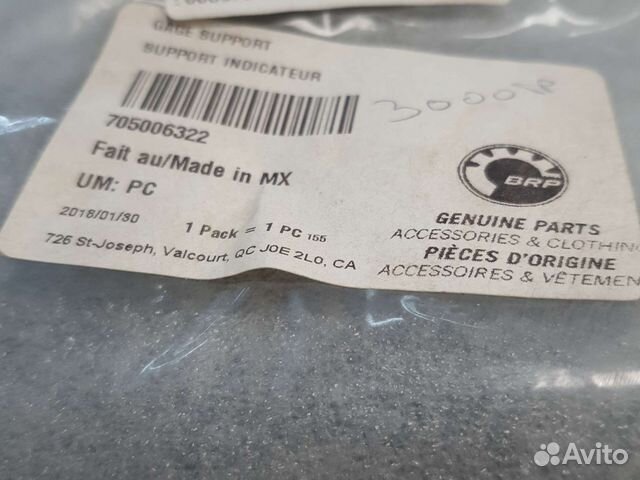 GAGE SUPPORT
SUPPORT INDICATEUR
705006322
Fait au/Made in MX
UM: PC
2018/01/30
1 Pack = 1 PC 155
726 St-Joseph, Valcourt, QC J0E 2L0, CA
3000
BRP
GENUINE PARTS
ACCESSORIES & CLOTHING
PIÈCES D'ORIGINE
ACCESSOIRES & VÊTEMEN
Avito